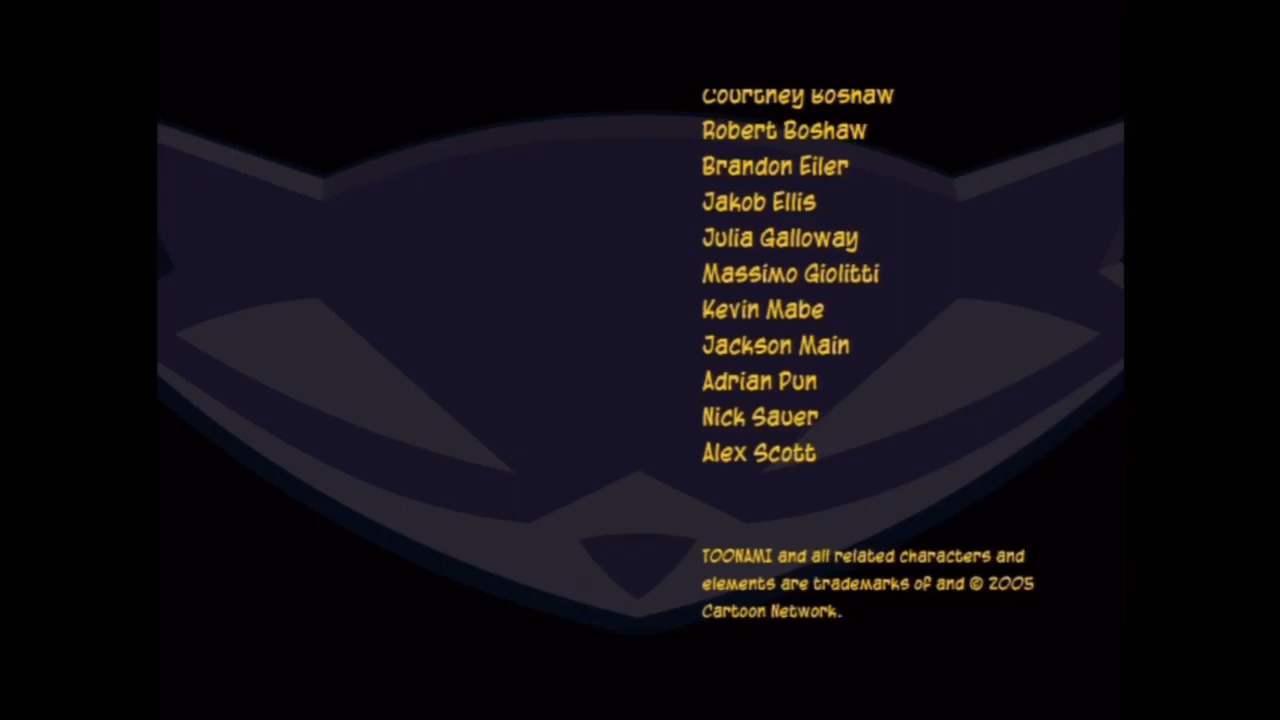 Courtney Boshaw
Robert Boshaw
Brandon Eiler
Jakob Ellis
Julia Galloway
Massimo Giolitti
Kevin Mabe
Jackson Main
Adrian Pun
Nick Sauer
Alex Scott
TOONAMI and all related characters and
elements are trademarks of and © 2005
Cartoon Network.